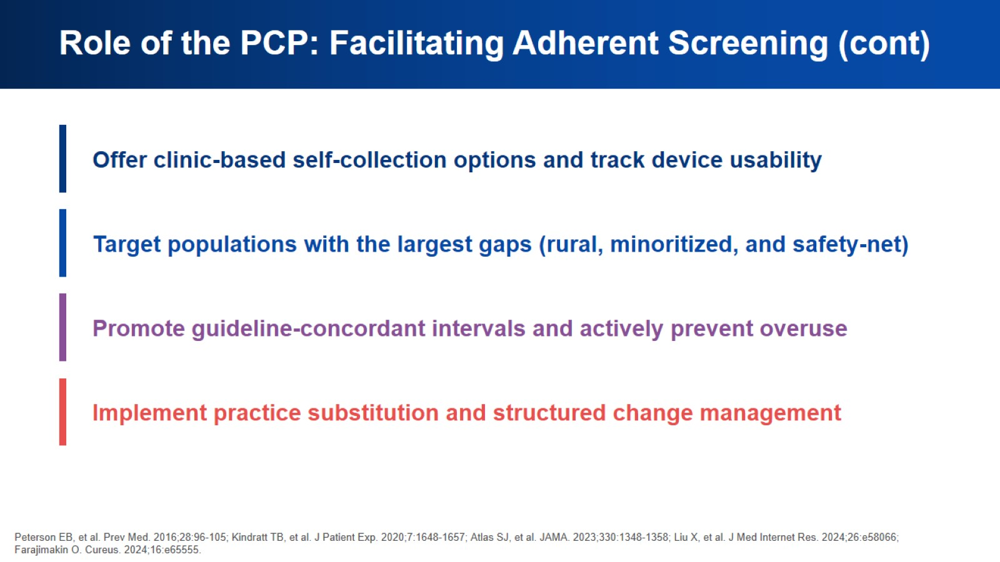 Role of the PCP: Facilitating Adherent Screening (cont)
Offer clinic-based self-collection options and track device usability
Target populations with the largest gaps (rural, minoritized, and safety-net)
Promote guideline-concordant intervals and actively prevent overuse
Implement practice substitution and structured change management
Peterson EB, et al. Prev Med. 2016;28:96-105; Kindratt TB, et al. J Patient Exp. 2020;7:1648-1657; Atlas SJ, et al. JAMA. 2023;330:1348-1358; Liu X, et al. J Med Internet Res. 2024;26:e58066;
Farajimakin O. Cureus. 2024;16:e65555.